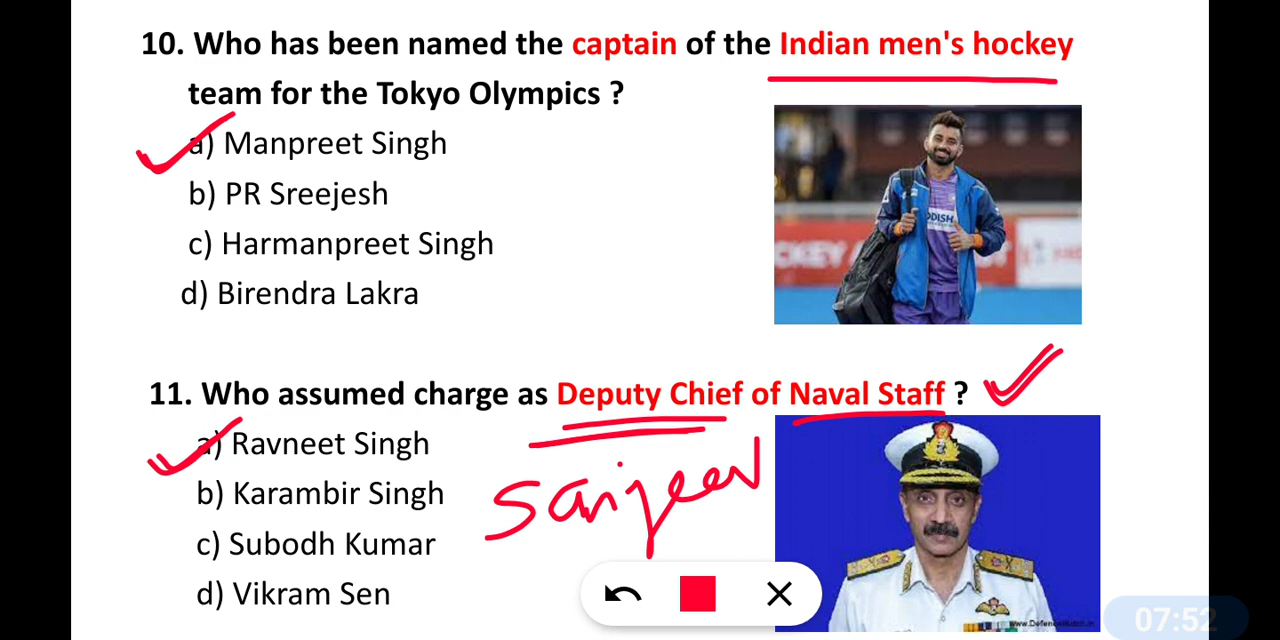 10. Who has been named the captain of the Indian men's hockey
team for the Tokyo Olympics ?
a) Manpreet Singh
b) PR Sreejesh
c) Harmanpreet Singh
d) Birendra Lakra
ODISH
11. Who assumed charge as Deputy Chief of Naval Staff ?
a) Ravneet Singh
b) Karambir Singh
c) Subodh Kumar
d) Vikram Sen
Sanjeev
07:52